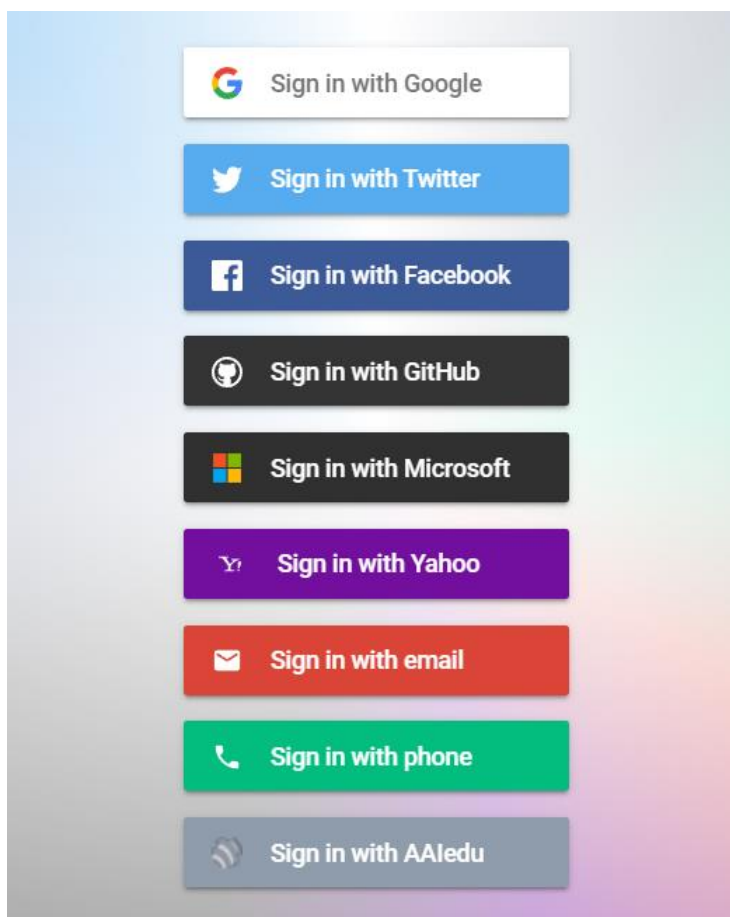 Sign in with Google
Sign in with Twitter
Sign in with Facebook
Sign in with GitHub
Sign in with Microsoft
Sign in with Yahoo
Sign in with email
Sign in with phone
Sign in with AAIedu